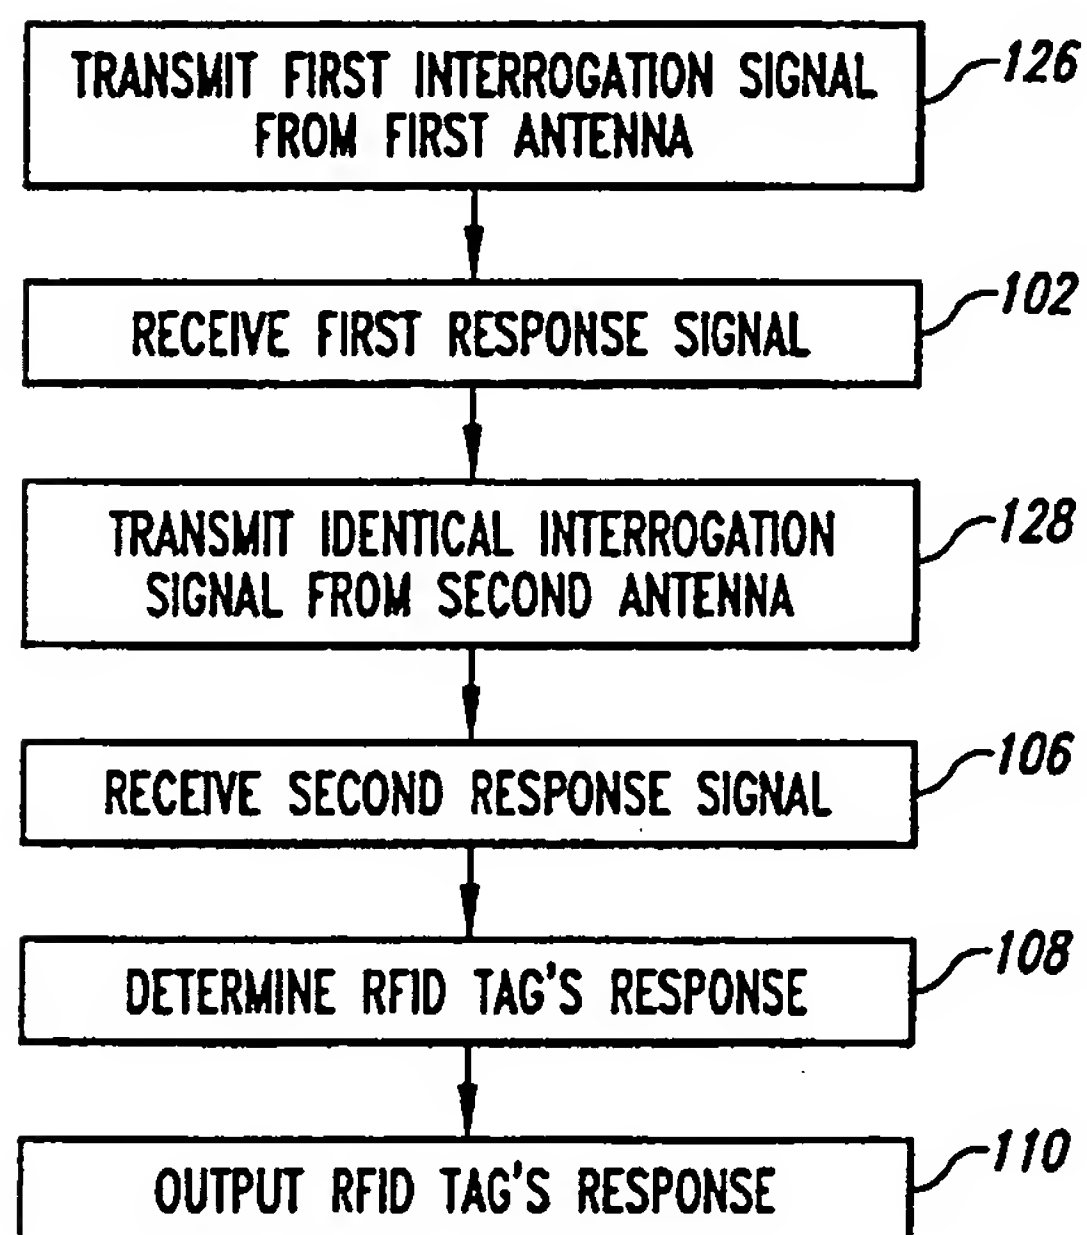 TRANSMIT FIRST INTERROGATION SIGNAL
FROM FIRST ANTENNA
126
RECEIVE FIRST RESPONSE SIGNAL
102
TRANSMIT IDENTICAL INTERROGATION
SIGNAL FROM SECOND ANTENNA
128
RECEIVE SECOND RESPONSE SIGNAL
106
DETERMINE RFID TAG'S RESPONSE
108
OUTPUT RFID TAG'S RESPONSE
110